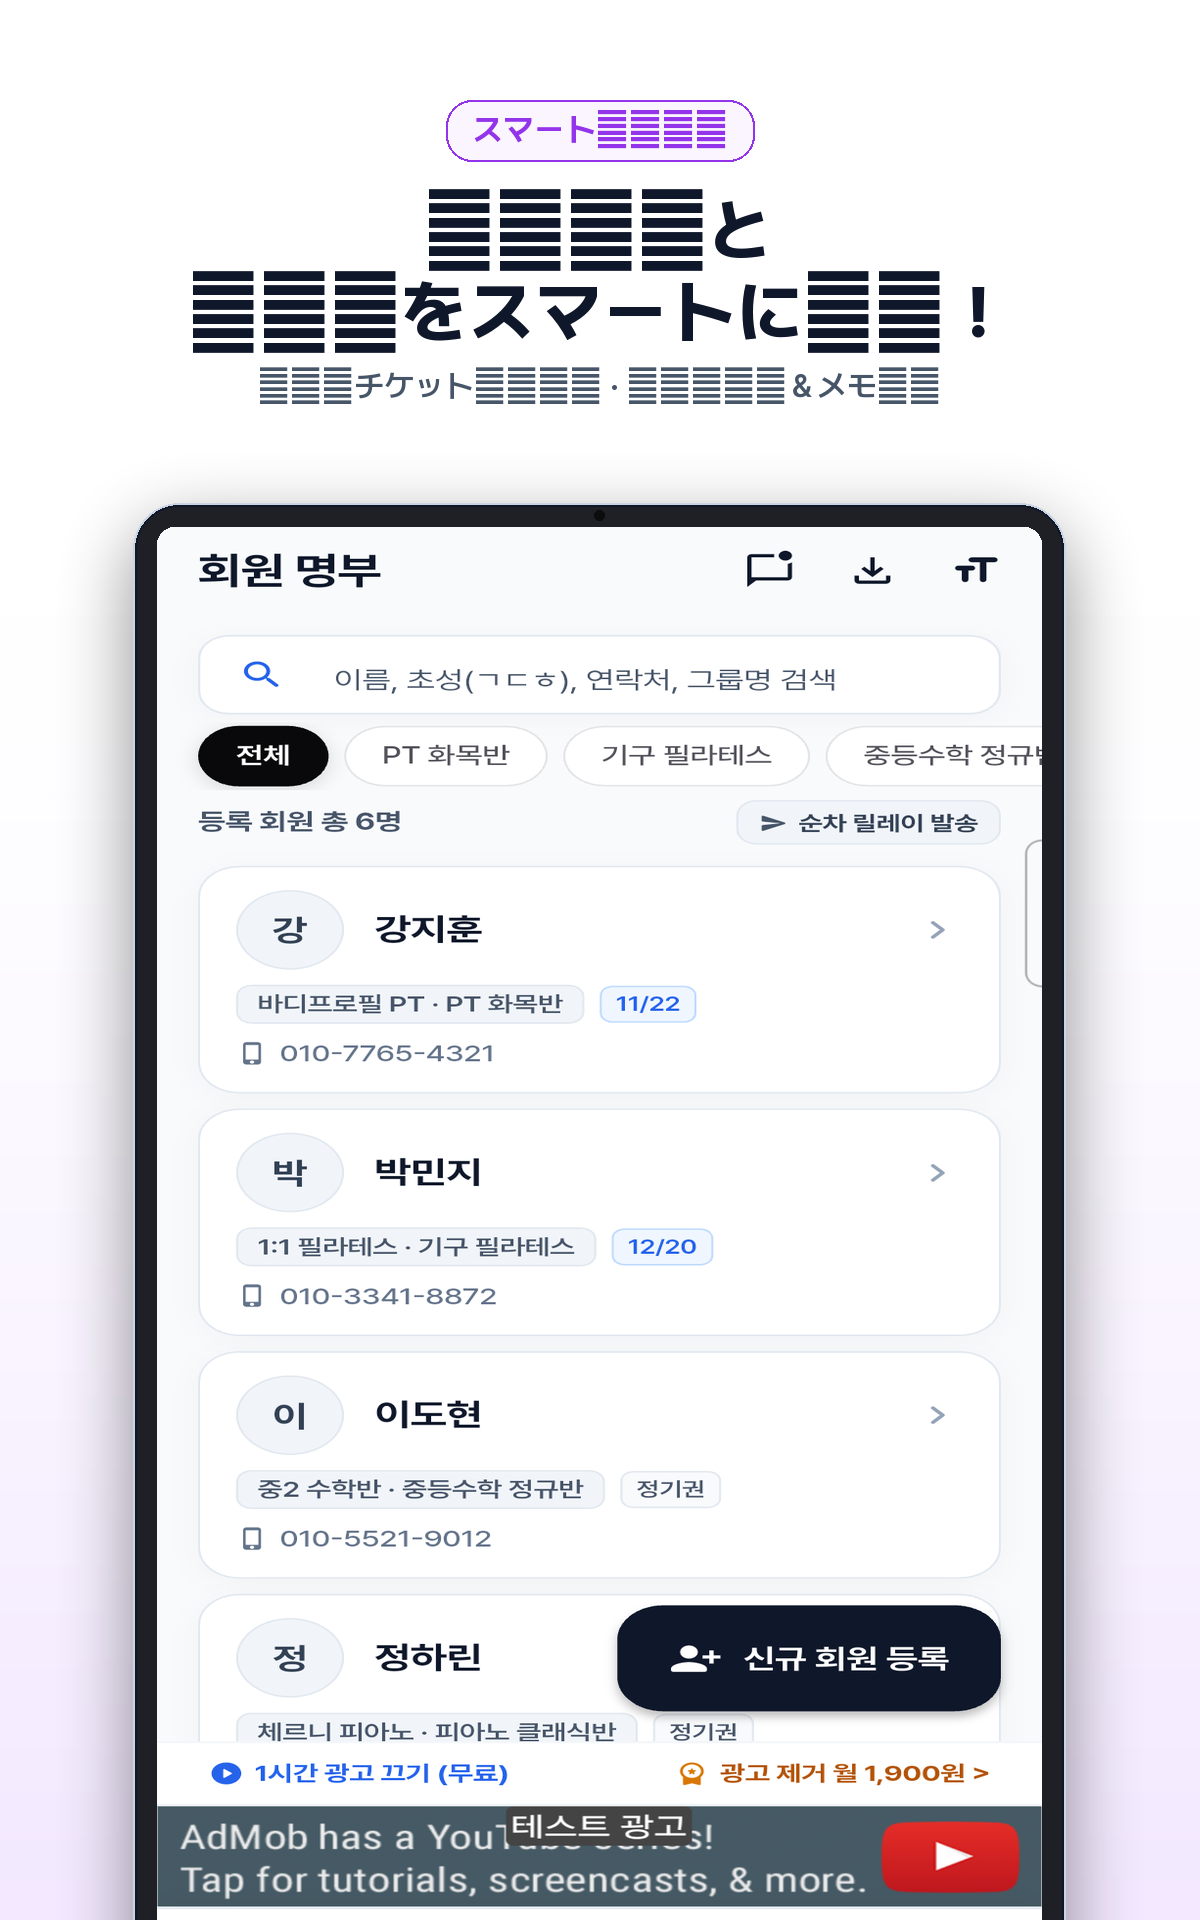 スマート
と
をスマートに！
チケット · & メモ
회원 명부
이름, 초성(ㄱㄷㅎ), 연락처, 그룹명 검색
전체 PT 화목반 기구 필라테스 중등수학 정규
등록 회원 총 6명 순차 릴레이 발송
강 강지훈
바디프로필 PT · PT 화목반 11/22
010-7765-4321
박 박민지
1:1 필라테스 · 기구 필라테스 12/20
010-3341-8872
이 이도현
중2 수학반 · 중등수학 정규반 정기권
010-5521-9012
정 정하린 신규 회원 등록
체르니 피아노 · 피아노 클래식반 정기권
1시간 광고 끄기 (무료) 광고 제거 월 1,900원 >
테스트 광고
AdMob has a
Tap for tutorials, screencasts, & more.